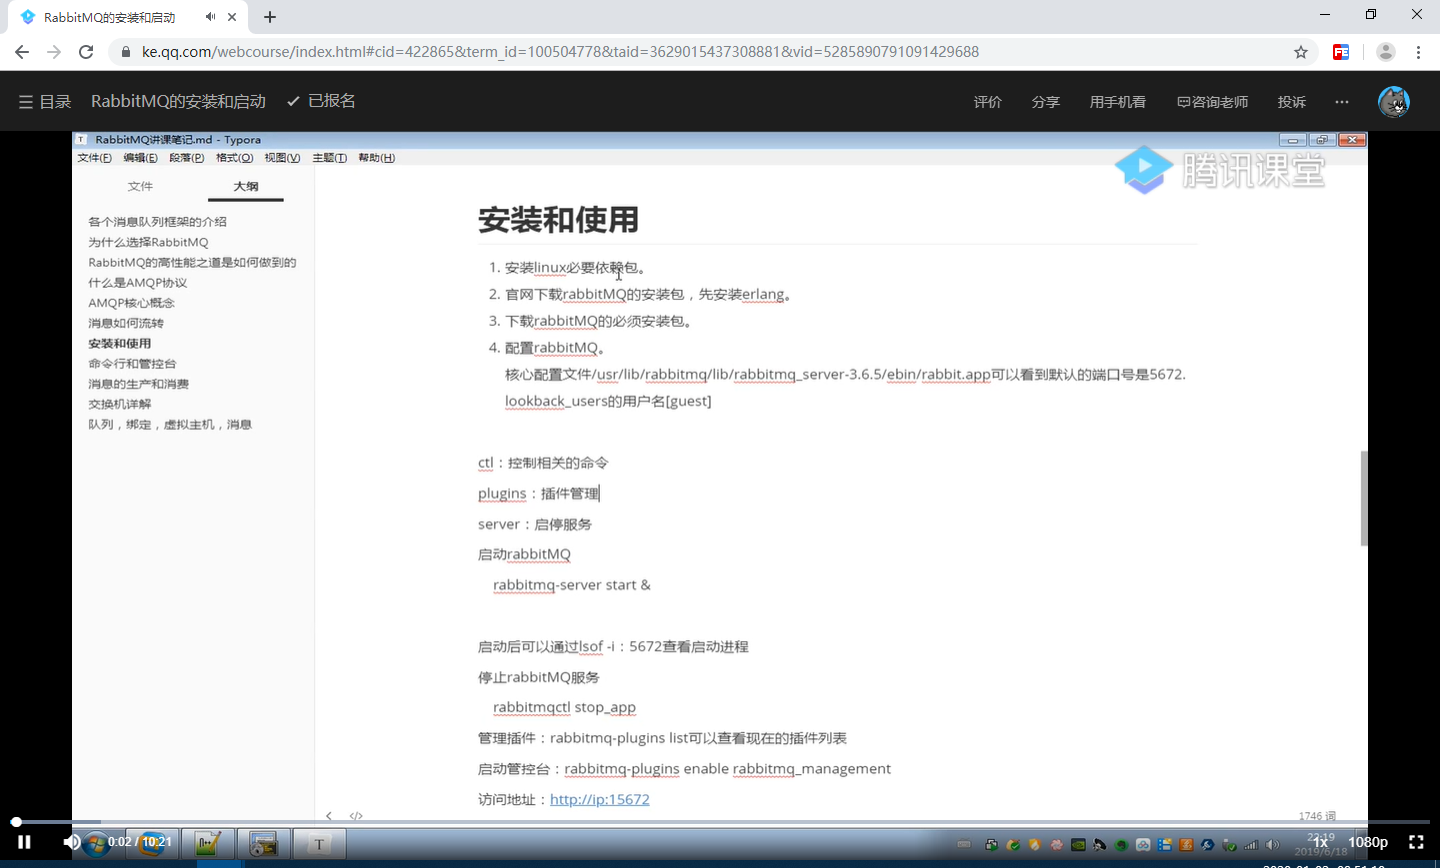 RabbitMQ的安装和启动
ke.qq.com/webcourse/index.html#cid=422865&term_id=100504778&taid=3629015437308881&vid=5285890791091429688
目录 RabbitMQ的安装和启动 已报名 评价 分享 用手机看 咨询老师 投诉
RabbitMQ讲课笔记.md - Typora
文件(F) 编辑(E) 段落(P) 格式(O) 视图(V) 主题(T) 帮助(H)
腾讯课堂
文件 大纲
各个消息队列框架的介绍
为什么选择RabbitMQ
RabbitMQ的高性能之道是如何做到的
什么是AMQP协议
AMQP核心概念
消息如何流转
安装和使用
命令行和管控台
消息的生产和消费
交换机详解
队列，绑定，虚拟主机，消息
安装和使用
1. 安装linux必要依赖包。
2. 官网下载rabbitMQ的安装包，先安装erlang。
3. 下载rabbitMQ的必须安装包。
4. 配置rabbitMQ。
核心配置文件/usr/lib/rabbitmq/lib/rabbitmq_server-3.6.5/ebin/rabbit.app可以看到默认的端口号是5672.
lookback_users的用户名[guest]
ctl：控制相关的命令
plugins：插件管理
server：启停服务
启动rabbitMQ
rabbitmq-server start &
启动后可以通过lsof -i：5672查看启动进程
停止rabbitMQ服务
rabbitmqctl stop_app
管理插件：rabbitmq-plugins list可以查看现在的插件列表
启动管控台：rabbitmq-plugins enable rabbitmq_management
访问地址：http://ip:15672
1746 词
0:02 / 10:21
22:19
1x 1080p
2019/6/18